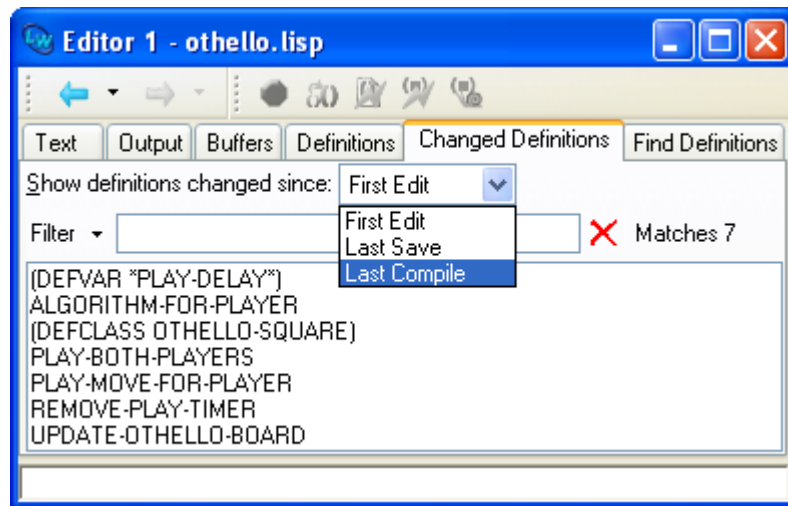 Editor 1 - othello.lisp
Text Output Buffers Definitions Changed Definitions Find Definitions
Show definitions changed since: First Edit
First Edit
Last Save
Last Compile
Filter Matches 7
(DEFVAR *PLAY-DELAY*)
ALGORITHM-FOR-PLAYER
(DEFCLASS OTHELLO-SQUARE)
PLAY-BOTH-PLAYERS
PLAY-MOVE-FOR-PLAYER
REMOVE-PLAY-TIMER
UPDATE-OTHELLO-BOARD